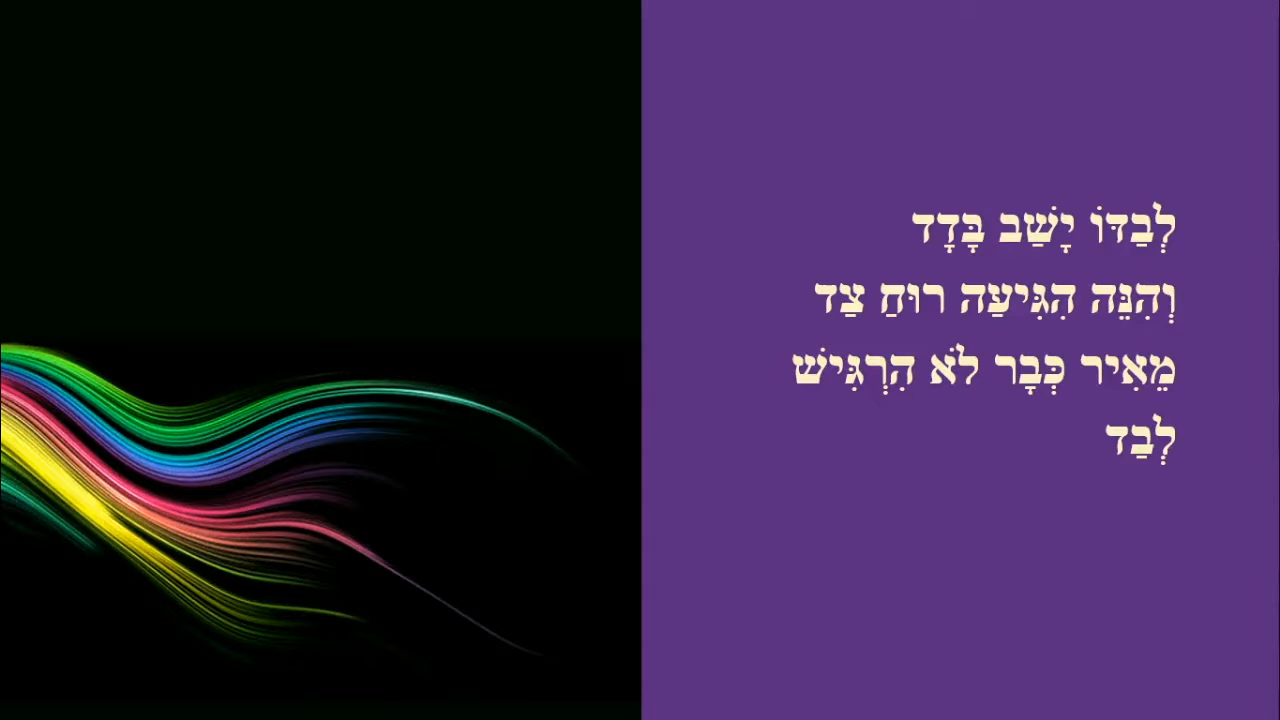 לְבַדּוֹ יָשַׁב בָּדָד
וְהִנֵּה הִגִּיעַה רוּחַ צַד
מֵאִיר כְּבָר לֹא הִרְגִּישׁ
לְבַד